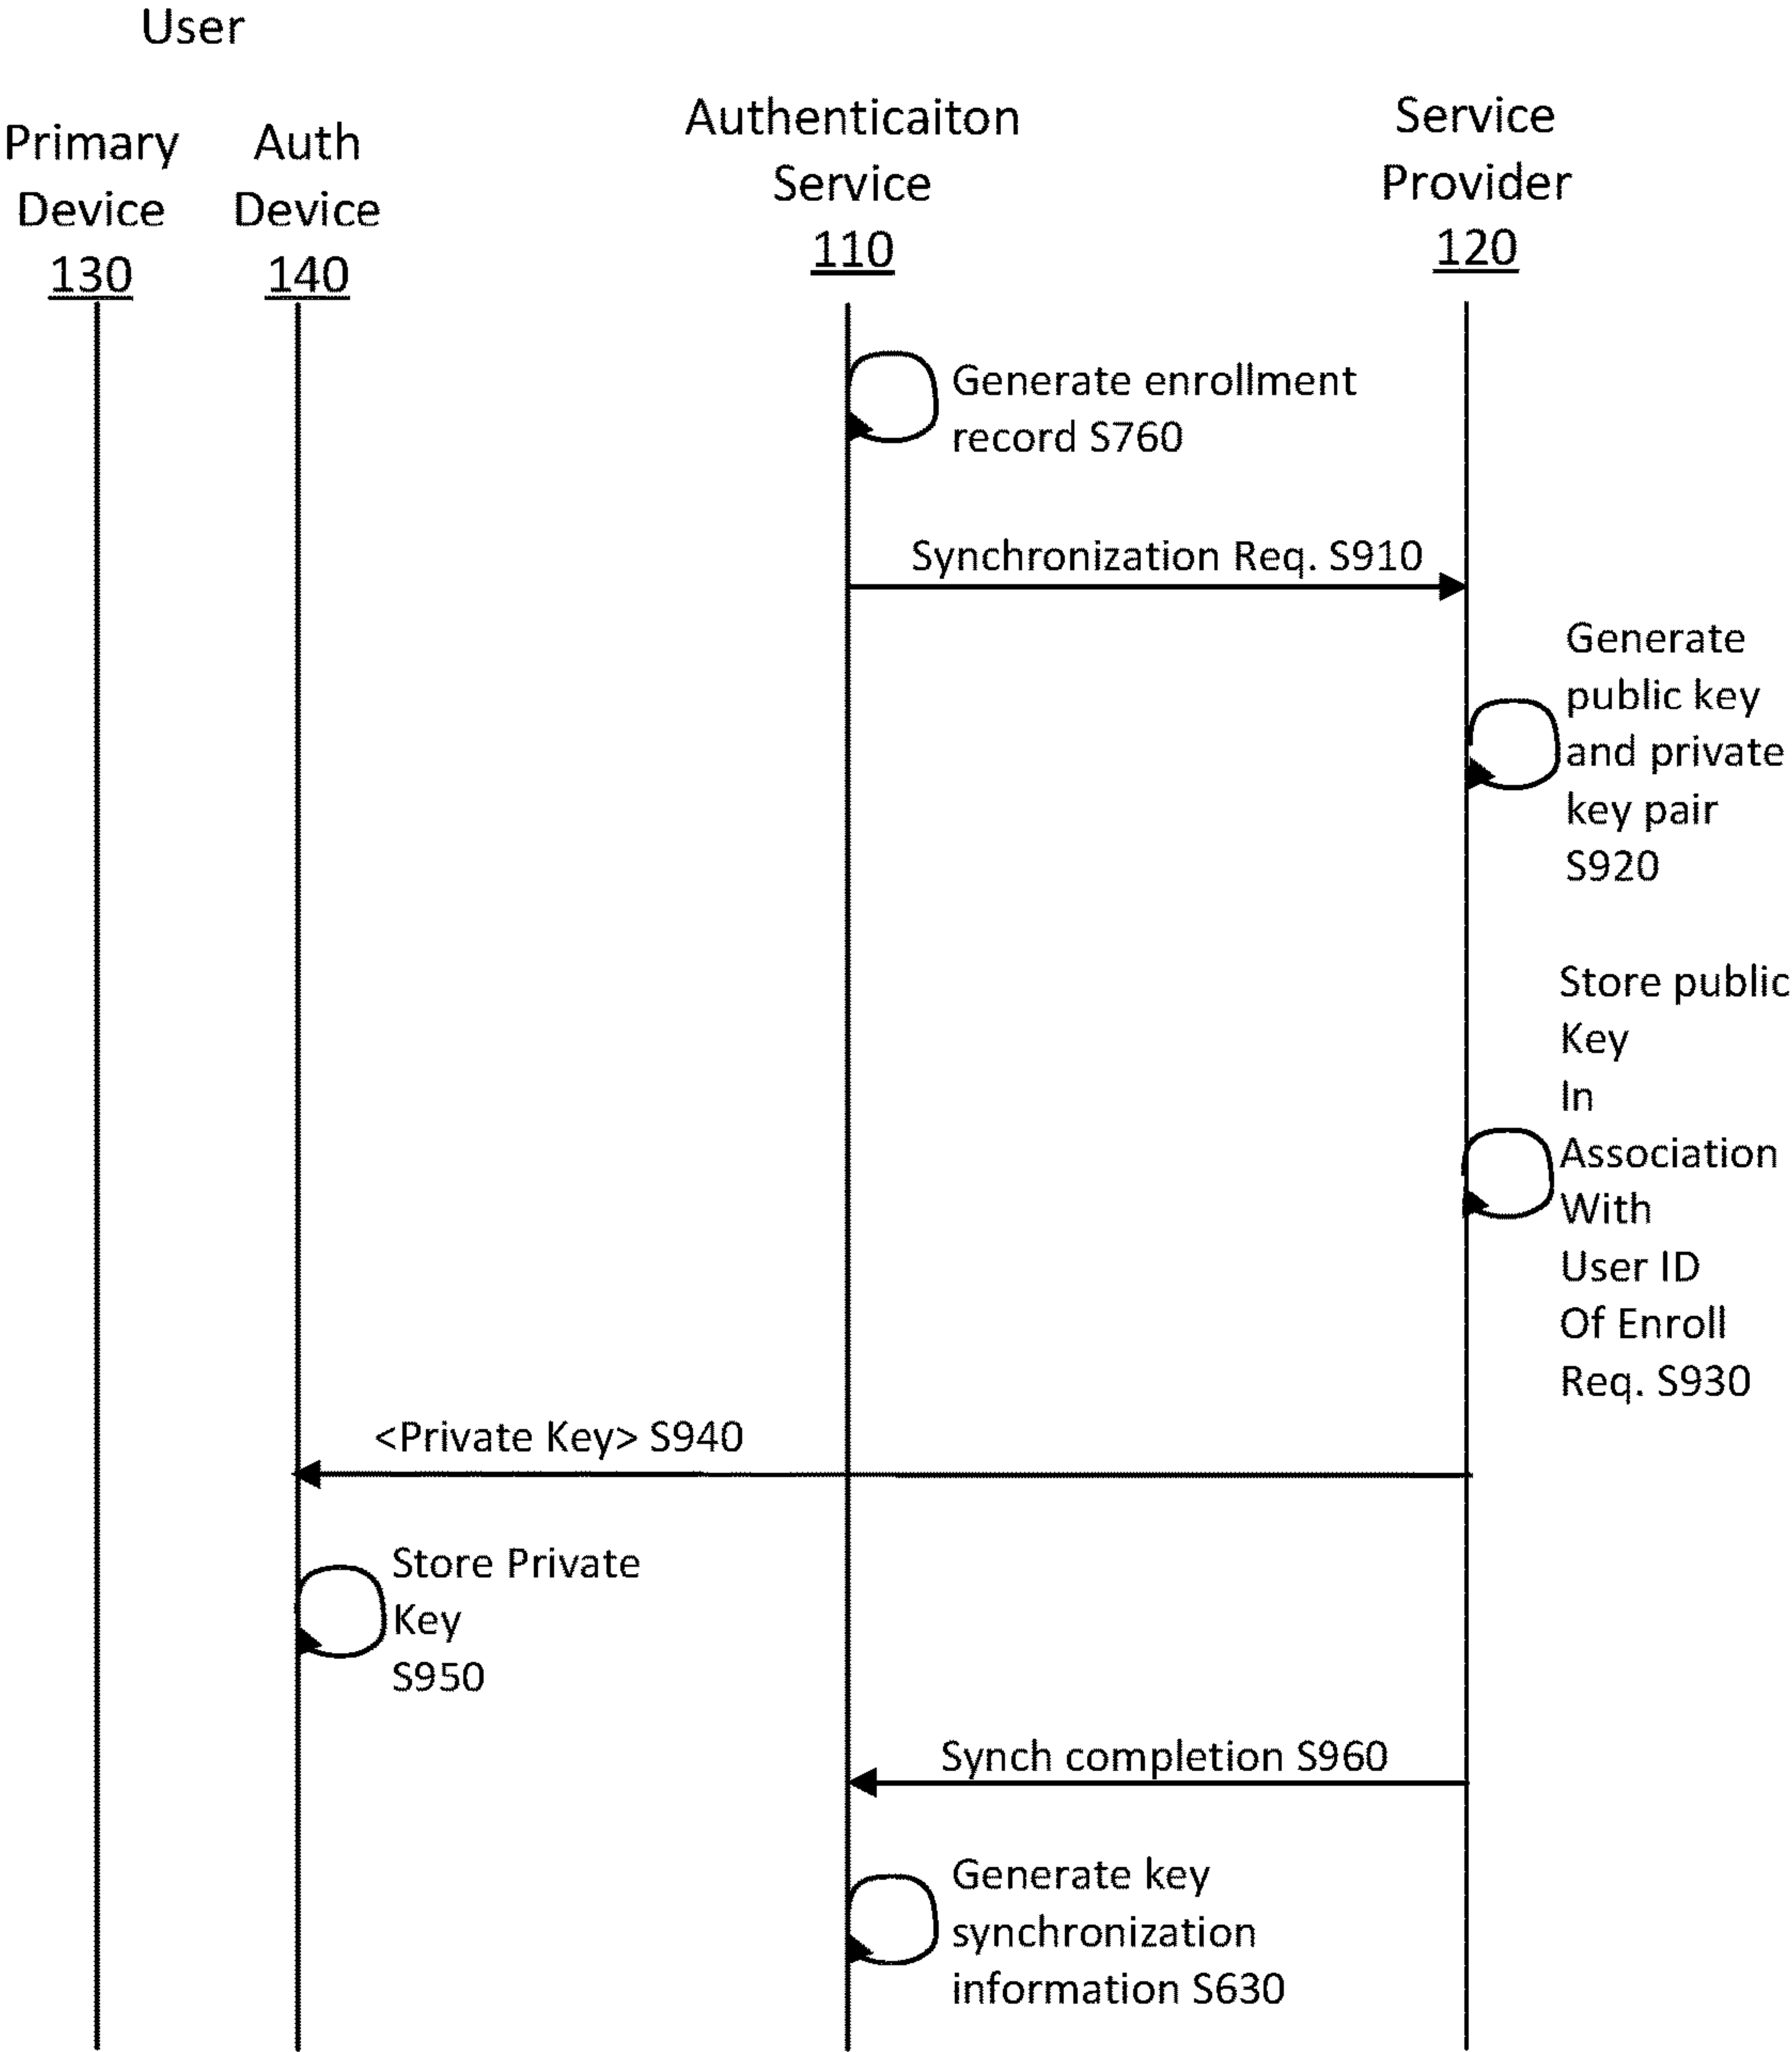 User
Primary
Device
130
Auth
Device
140
Authenticaiton
Service
110
Service
Provider
120
Generate enrollment
record S760
Synchronization Req. S910
Generate
public key
and private
key pair
S920
Store public
Key
In
Association
With
User ID
Of Enroll
Req. S930
<Private Key> S940
Store Private
Key
S950
Synch completion S960
Generate key
synchronization
information S630